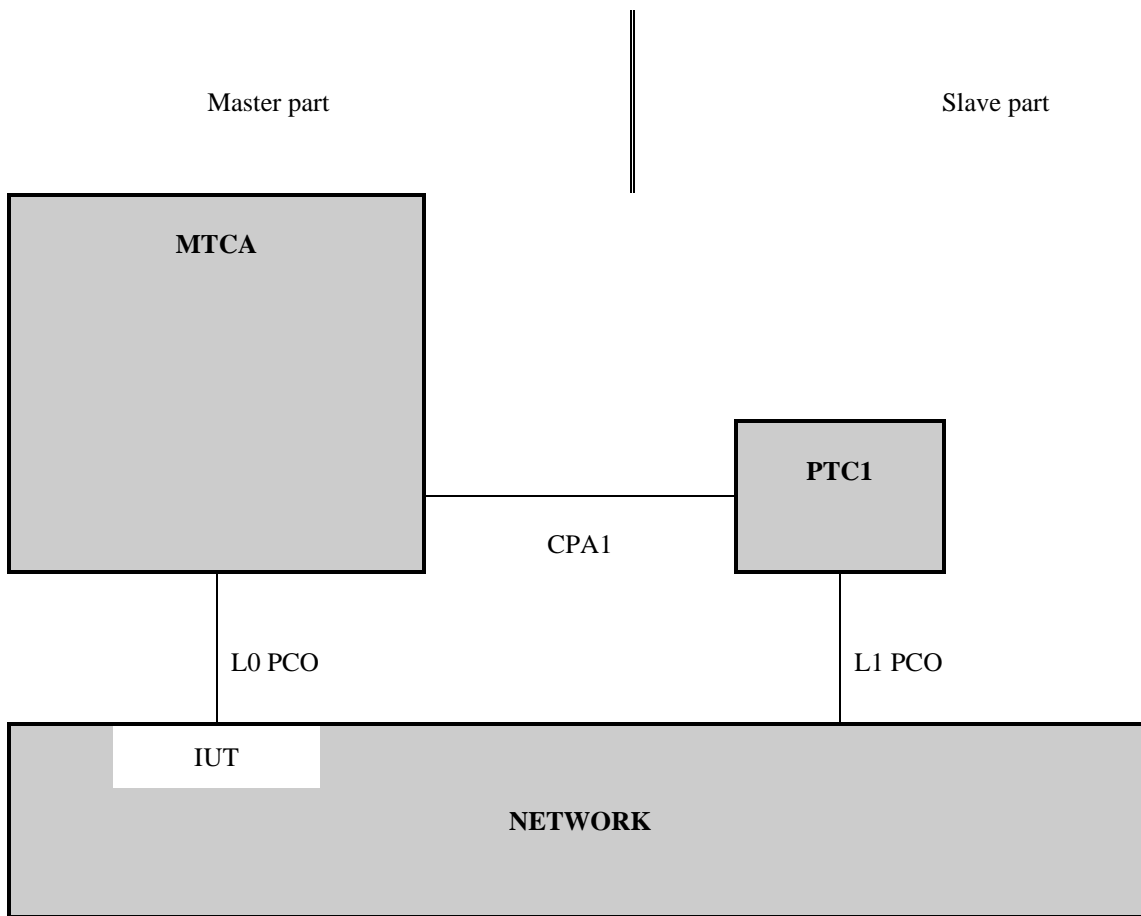 Master part
Slave part
MTCA
PTC1
CPA1
L0 PCO
L1 PCO
IUT
NETWORK